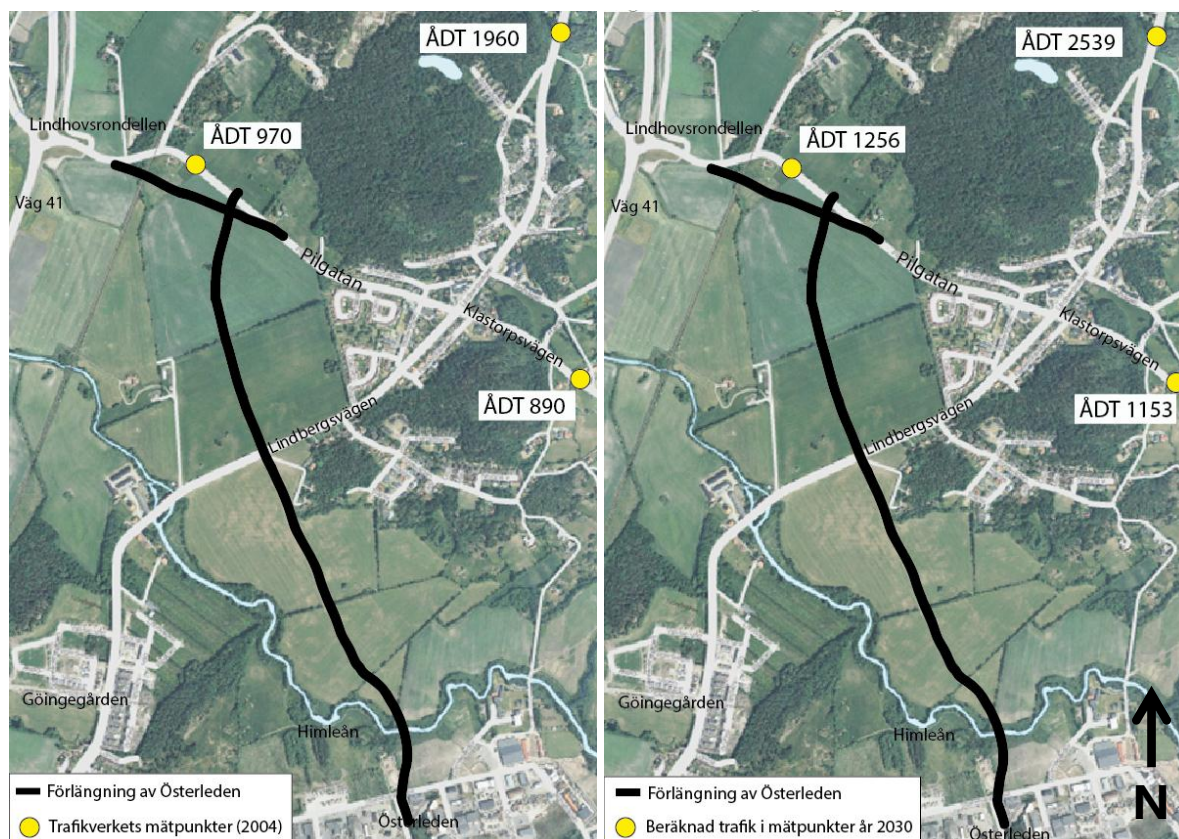 ÅDT 1960
Lindhovsrondellen
ÅDT 970
Väg 41
Pilgatan
Klastorpsvägen
ÅDT 890
Lindbergsvägen
Göingegården
Himleån
Österleden
Förlängning av Österleden
Trafikverkets mätpunkter (2004)
ÅDT 2539
Lindhovsrondellen
ÅDT 1256
Väg 41
Pilgatan
Klastorpsvägen
ÅDT 1153
Lindbergsvägen
Göingegården
Himleån
N
Österleden
Förlängning av Österleden
Beräknad trafik i mätpunkter år 2030